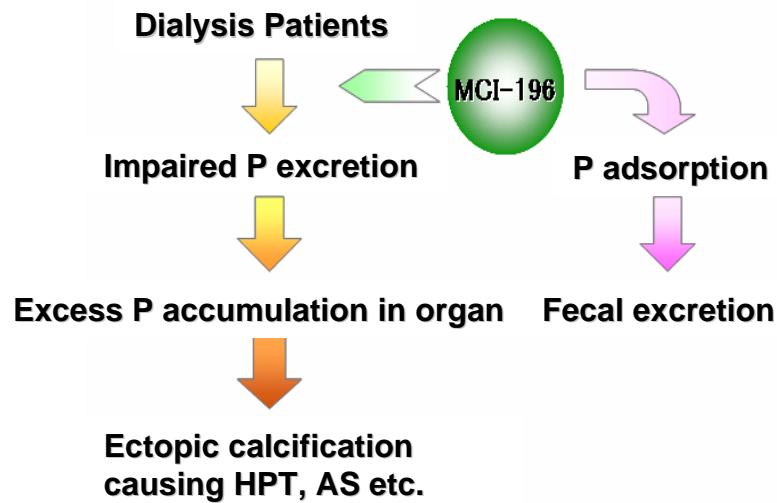 Dialysis Patients
MCI-196
Impaired P excretion
P adsorption
Excess P accumulation in organ
Fecal excretion
Ectopic calcification
causing HPT, AS etc.